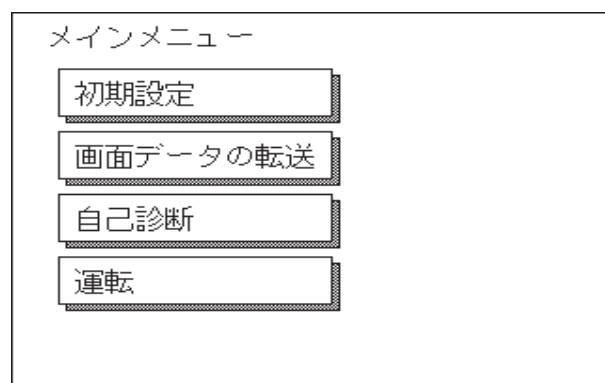 メインメニュー
初期設定
画面データの転送
自己診断
運転